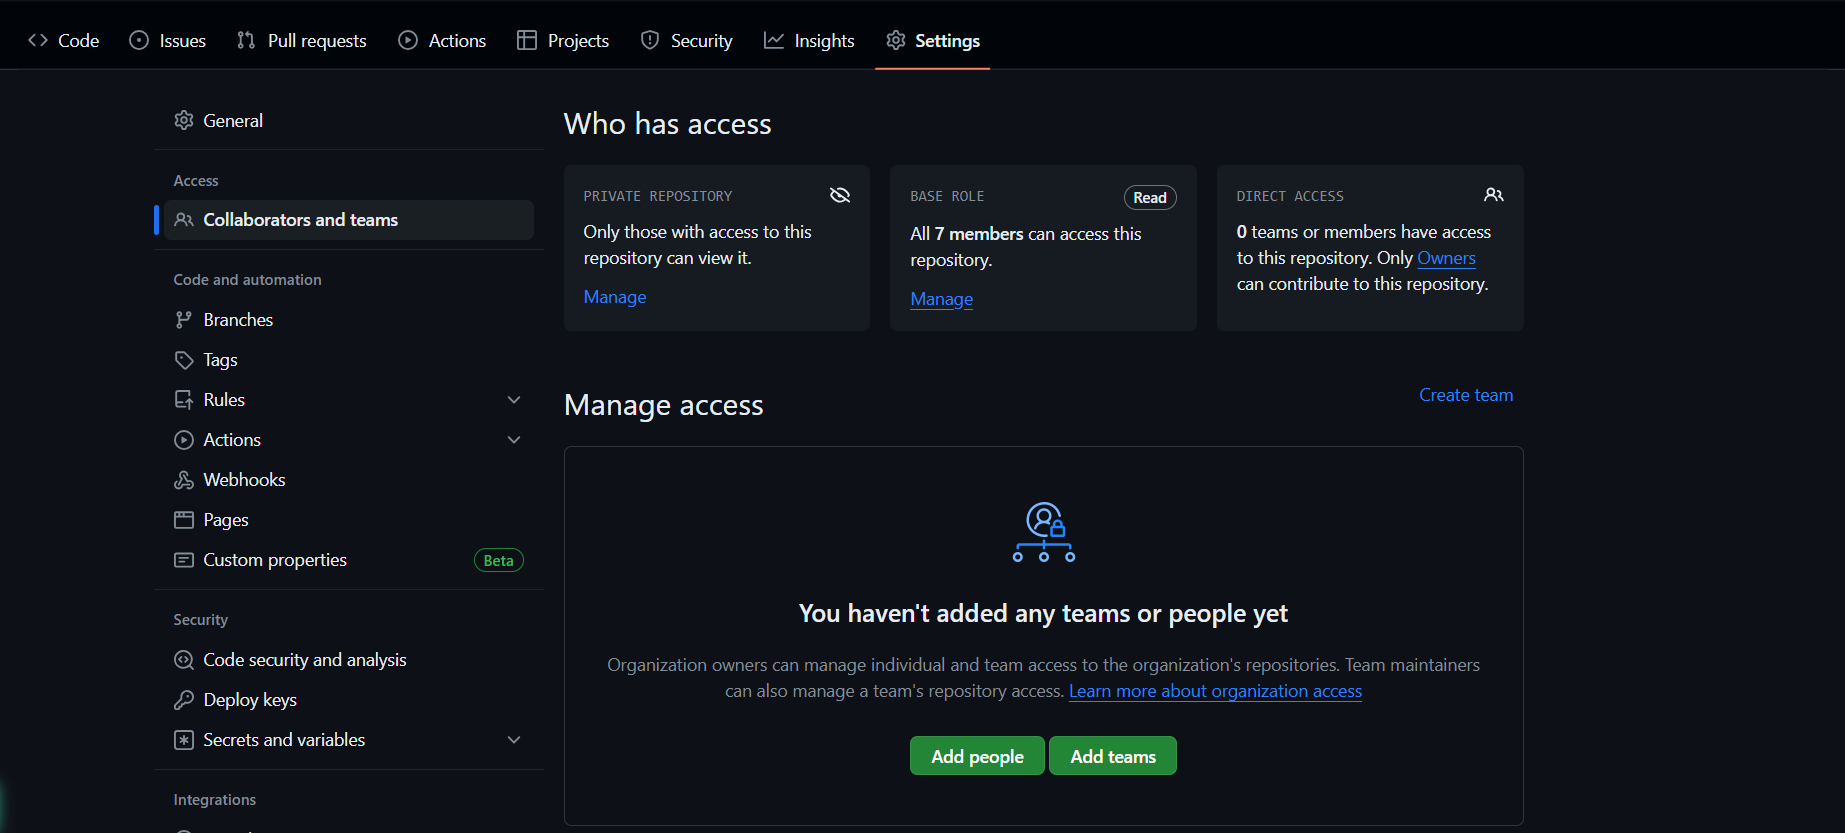 Code
Issues
Pull requests
Actions
Projects
Security
Insights
Settings
General
Access
Collaborators and teams
Code and automation
Branches
Tags
Rules
Actions
Webhooks
Pages
Custom properties
Beta
Security
Code security and analysis
Deploy keys
Secrets and variables
Integrations
Who has access
PRIVATE REPOSITORY
Only those with access to this
repository can view it.
Manage
BASE ROLE
Read
All 7 members can access this
repository.
Manage
DIRECT ACCESS
0 teams or members have access
to this repository. Only Owners
can contribute to this repository.
Manage access
Create team
You haven't added any teams or people yet
Organization owners can manage individual and team access to the organization's repositories. Team maintainers
can also manage a team's repository access. Learn more about organization access
Add people
Add teams